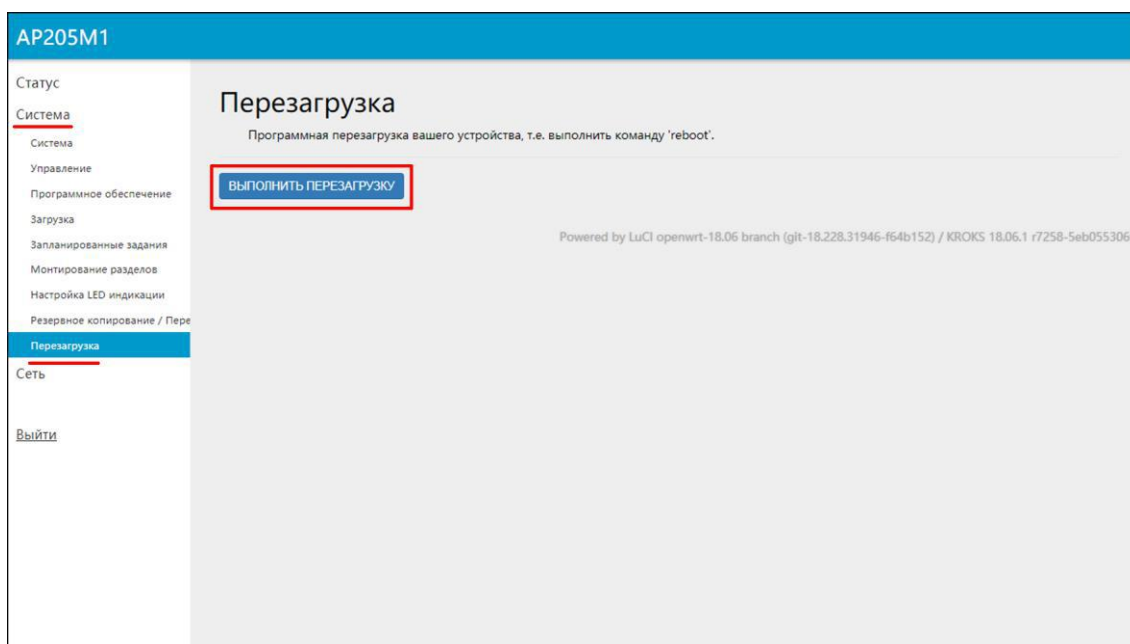 AP205M1
Статус
Система
Система
Управление
Программное обеспечение
Загрузка
Запланированные задания
Монтирование разделов
Настройка LED индикации
Резервное копирование / Пере
Перезагрузка
Сеть
Выйти
Перезагрузка
Программная перезагрузка вашего устройства, т.е. выполнить команду 'reboot'.
ВЫПОЛНИТЬ ПЕРЕЗАГРУЗКУ
Powered by LuCI openwrt-18.06 branch (git-18.228.31946-f64b152) / KROKS 18.06.1 r7258-5eb055306